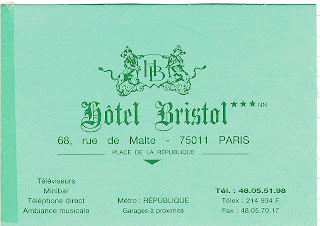 HB
Hôtel Bristol ★★★ NN
68, rue de Malte - 75011 PARIS
PLACE DE LA RÉPUBLIQUE
Téléviseurs
Minibar
Téléphone direct
Ambiance musicale
Métro : RÉPUBLIQUE
Garages à proximité
Tél. : 48.05.51.98
Télex : 214 934 F
Fax : 48.05.70.17